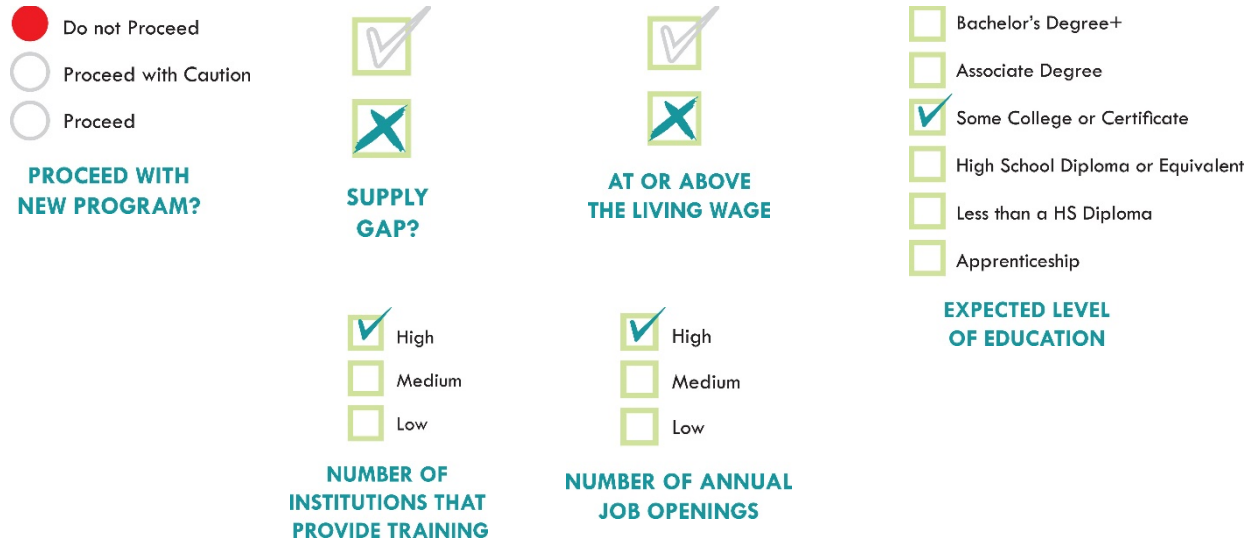 Do not Proceed
Proceed with Caution
Proceed
PROCEED WITH
NEW PROGRAM?
SUPPLY
GAP?
AT OR ABOVE
THE LIVING WAGE
Bachelor's Degree+
Associate Degree
Some College or Certificate
High School Diploma or Equivalent
Less than a HS Diploma
Apprenticeship
EXPECTED LEVEL
OF EDUCATION
High
Medium
Low
NUMBER OF
INSTITUTIONS THAT
PROVIDE TRAINING
High
Medium
Low
NUMBER OF ANNUAL
JOB OPENINGS